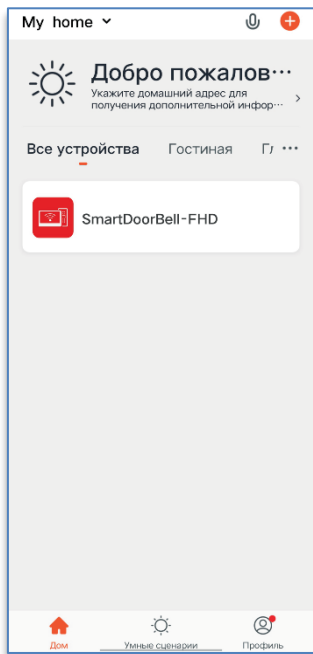 My home
Добро пожалов...
Укажите домашний адрес для
получения дополнительной инфор...
Все устройства Гостиная Гл ...
SmartDoorBell-FHD
Дом Умные сценарии Профиль